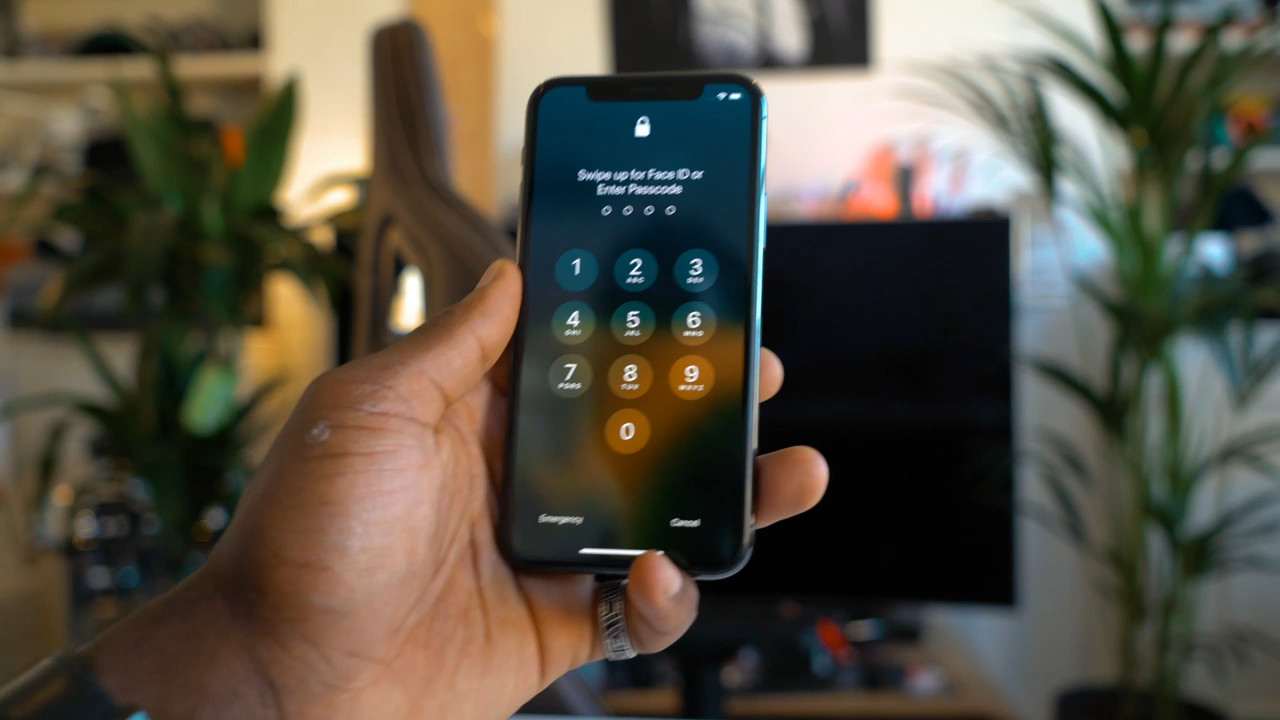 Swipe up for Face ID or
Enter Passcode
1 2 3
ABC DEF
4 5 6
GHI JKL MNO
7 8 9
PQRS TUV WXYZ
0
Emergency Cancel